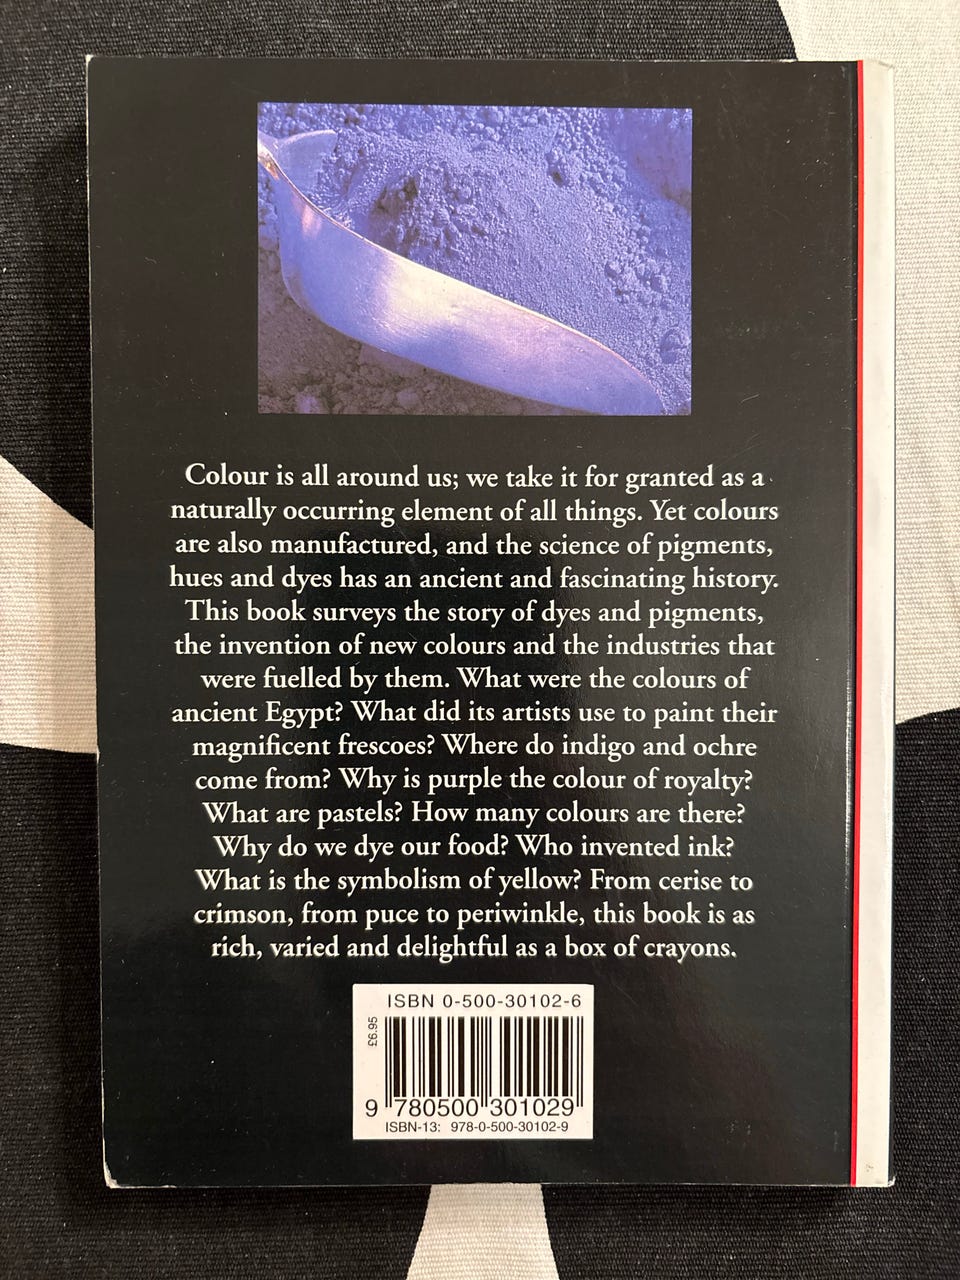 Colour is all around us; we take it for granted as a
naturally occurring element of all things. Yet colours
are also manufactured, and the science of pigments,
hues and dyes has an ancient and fascinating history.
This book surveys the story of dyes and pigments,
the invention of new colours and the industries that
were fuelled by them. What were the colours of
ancient Egypt? What did its artists use to paint their
magnificent frescoes? Where do indigo and ochre
come from? Why is purple the colour of royalty?
What are pastels? How many colours are there?
Why do we dye our food? Who invented ink?
What is the symbolism of yellow? From cerise to
crimson, from puce to periwinkle, this book is as
rich, varied and delightful as a box of crayons.
ISBN 0-500-30102-6
£6.95
9 780500 301029
ISBN-13: 978-0-500-30102-9